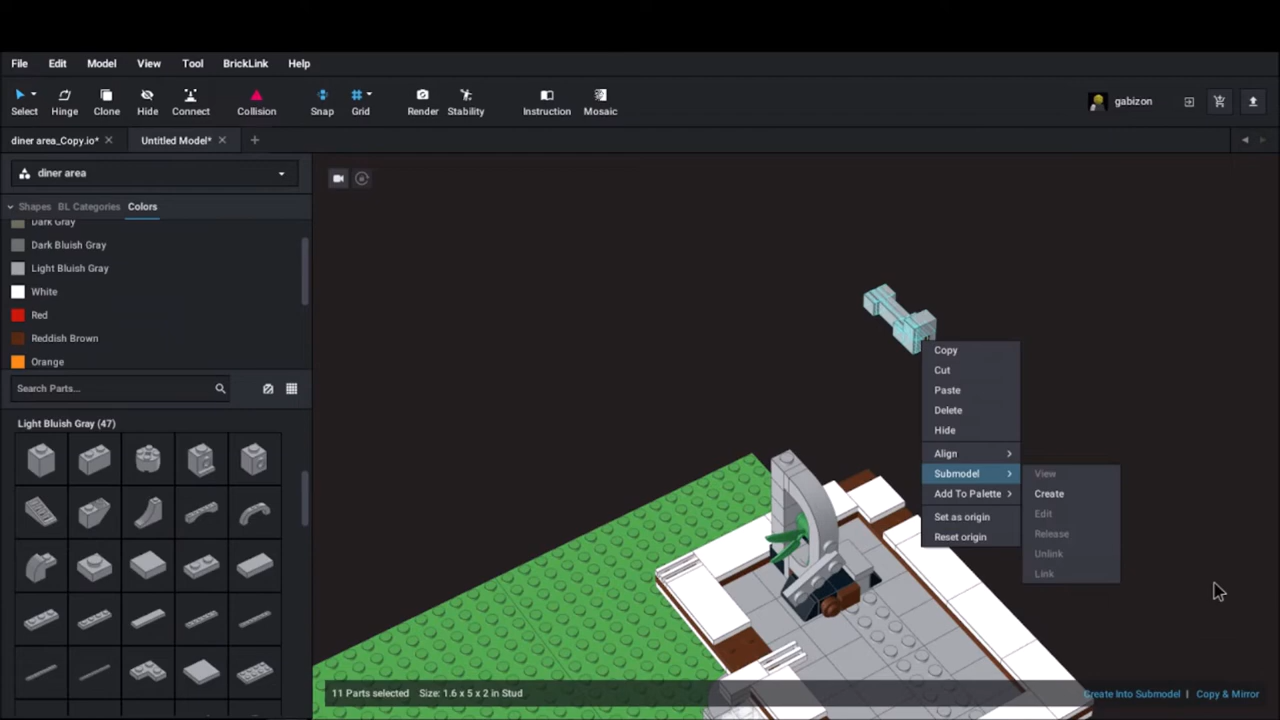 File Edit Model View Tool BrickLink Help
Select Hinge Clone Hide Connect Collision Snap Grid Render Stability Instruction Mosaic
gabizon
diner area_Copy.io* Untitled Model*
diner area
Shapes BL Categories Colors
Dark Gray
Dark Bluish Gray
Light Bluish Gray
White
Red
Reddish Brown
Orange
Search Parts...
Light Bluish Gray (47)
Copy
Cut
Paste
Delete
Hide
Align
Submodel
Add To Palette
Set as origin
Reset origin
View
Create
Edit
Release
Unlink
Link
11 Parts selected Size: 1.6 x 5 x 2 in Stud
Create Into Submodel | Copy & Mirror